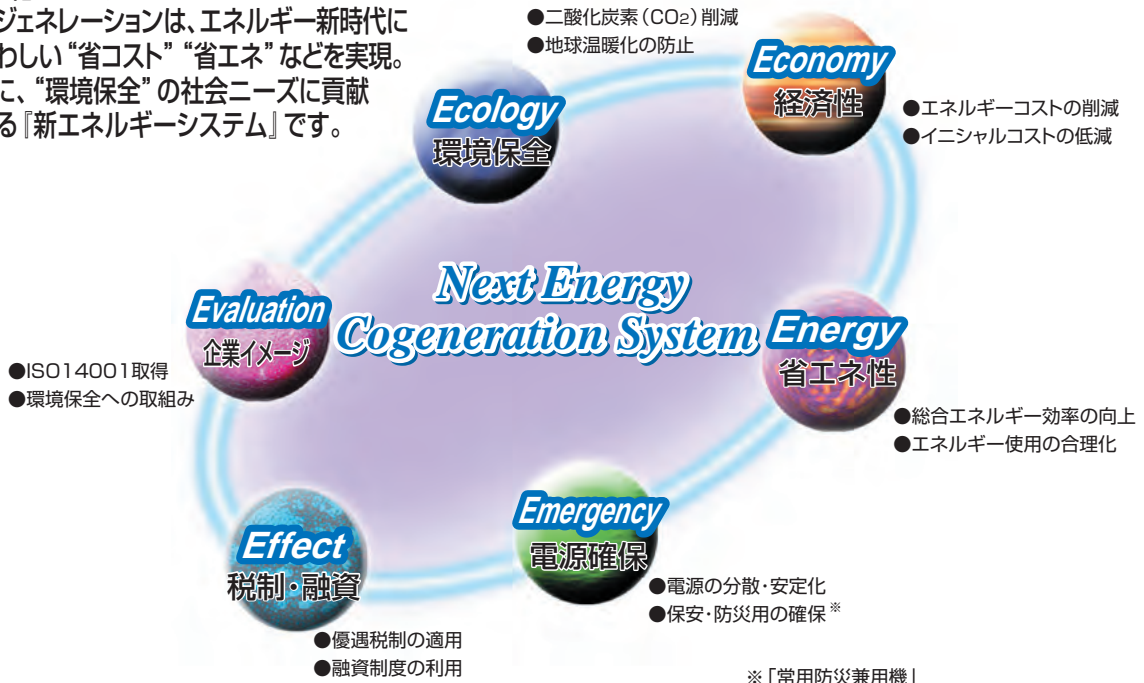 ジェネレーションは、エネルギー新時代に
わしい“省コスト”“省エネ”などを実現。
に、“環境保全”の社会ニーズに貢献
る『新エネルギーシステム』です。
●二酸化炭素(CO2)削減
●地球温暖化の防止
Ecology
環境保全
Economy
経済性
●エネルギーコストの削減
●イニシャルコストの低減
Next Energy
Cogeneration System
Evaluation
企業イメージ
●ISO14001取得
●環境保全への取組み
Energy
省エネ性
●総合エネルギー効率の向上
●エネルギー使用の合理化
Emergency
電源確保
●電源の分散・安定化
●保安・防災用の確保※
Effect
税制・融資
●優遇税制の適用
●融資制度の利用
※「常用防災兼用機」